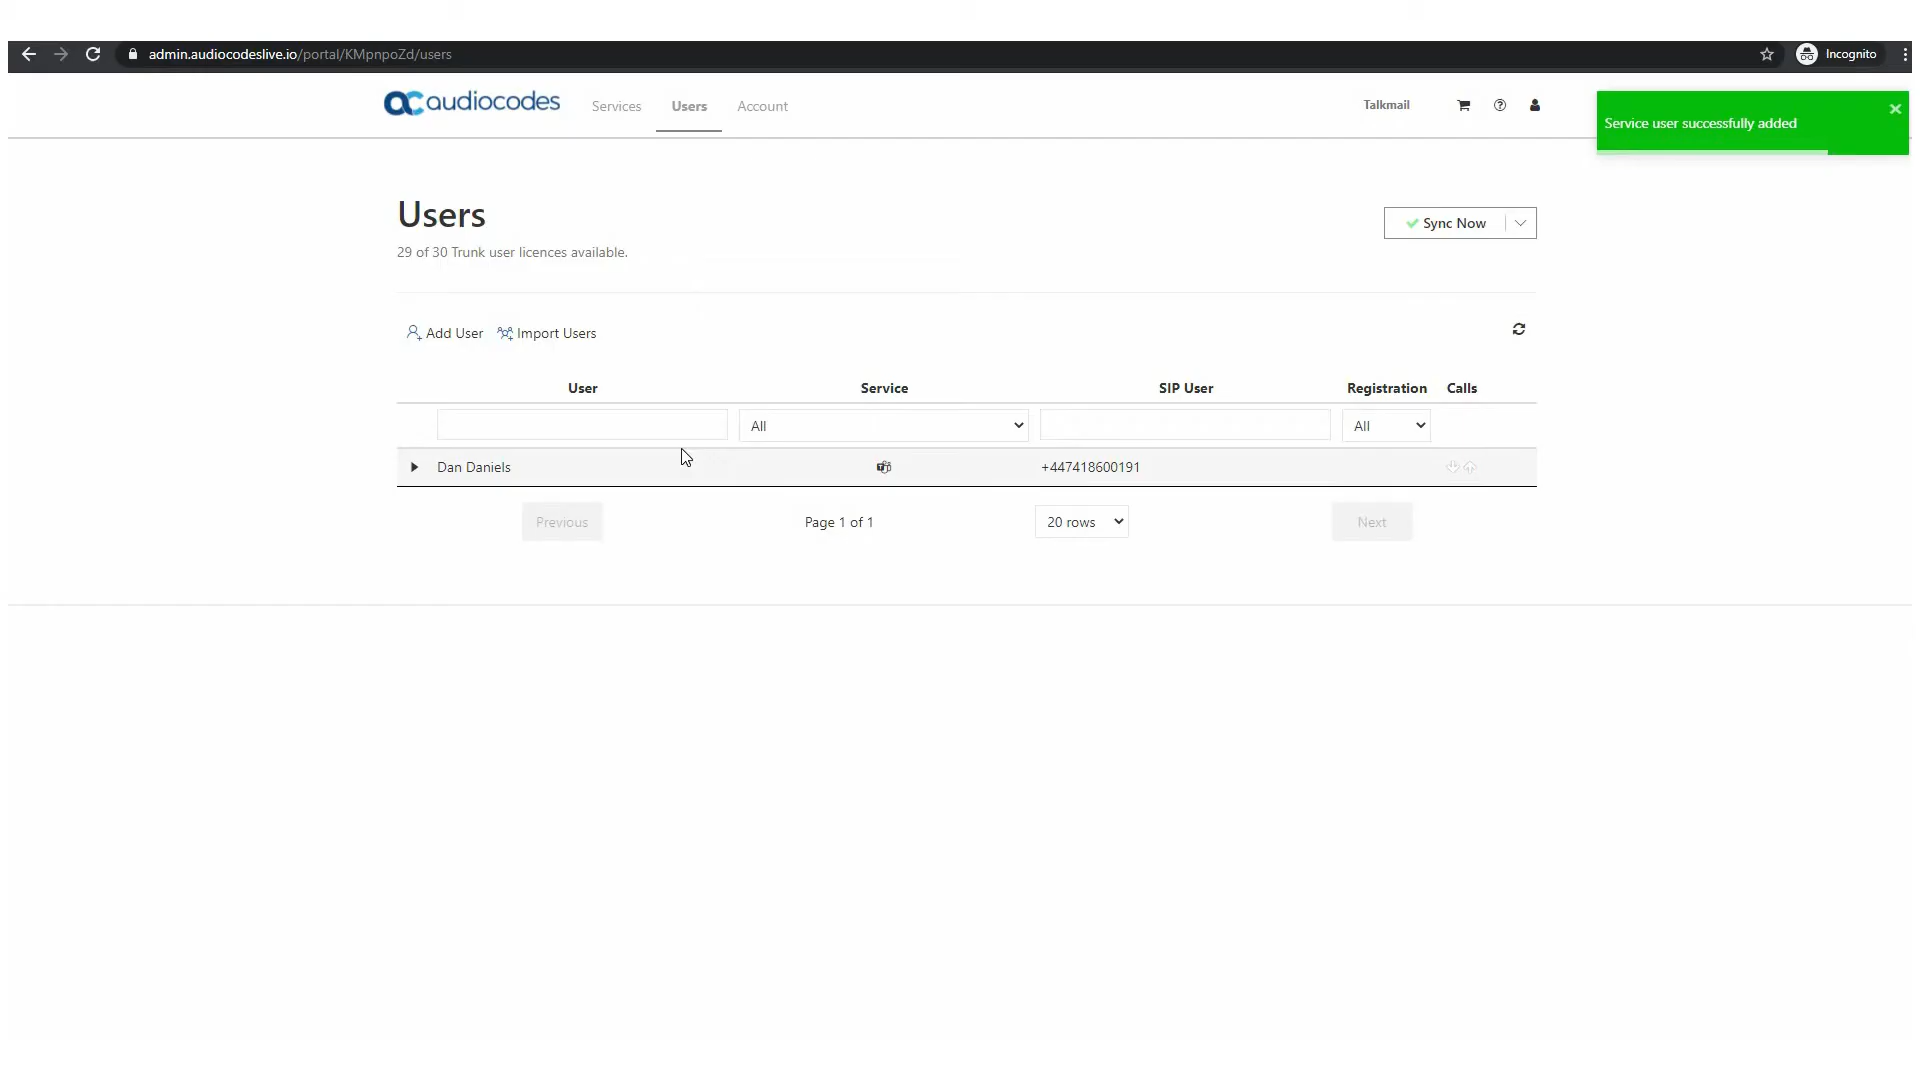 admin.audiocodeslive.io/portal/KMpnpoZd/users
Incognito
audiocodes
Services
Users
Account
Talkmail
Service user successfully added
Users
Sync Now
29 of 30 Trunk user licences available.
Add User
Import Users
User
Service
SIP User
Registration
Calls
All
All
Dan Daniels
+447418600191
Previous
Page 1 of 1
20 rows
Next